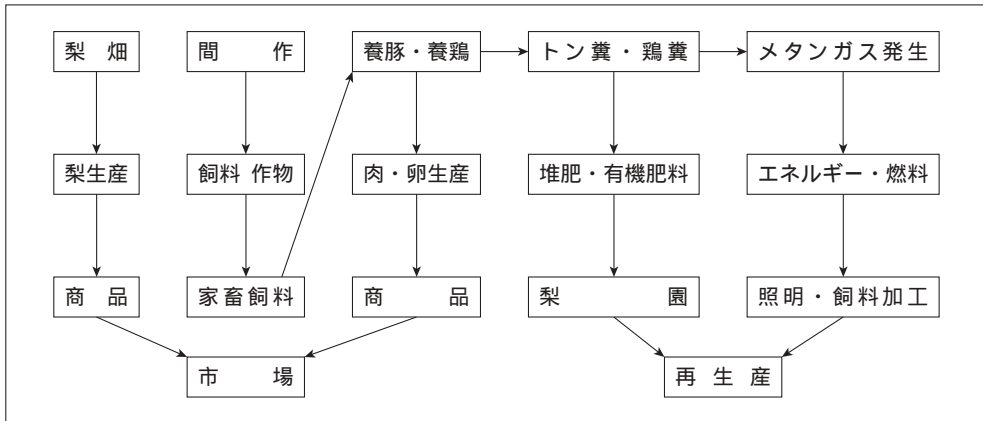 梨畑 間作 養豚・養鶏 トン糞・鶏糞 メタンガス発生
梨生産 飼料 作物 肉・卵生産 堆肥・有機肥料 エネルギー・燃料
商品 家畜飼料 商品 梨園 照明・飼料加工
市場 再生産